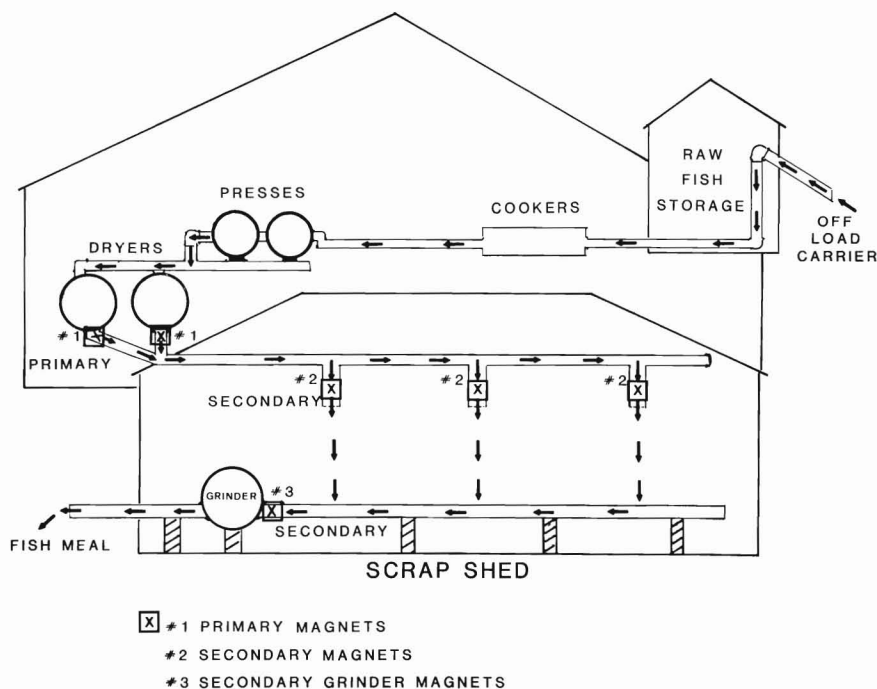 RAW
FISH
STORAGE
OFF
LOAD
CARRIER
COOKERS
PRESSES
DRYERS
#1 X
X #1
PRIMARY
#2
#2
#2
X
X
X
SECONDARY
GRINDER
#3
X
SECONDARY
FISH MEAL
SCRAP SHED
X #1 PRIMARY MAGNETS
#2 SECONDARY MAGNETS
#3 SECONDARY GRINDER MAGNETS